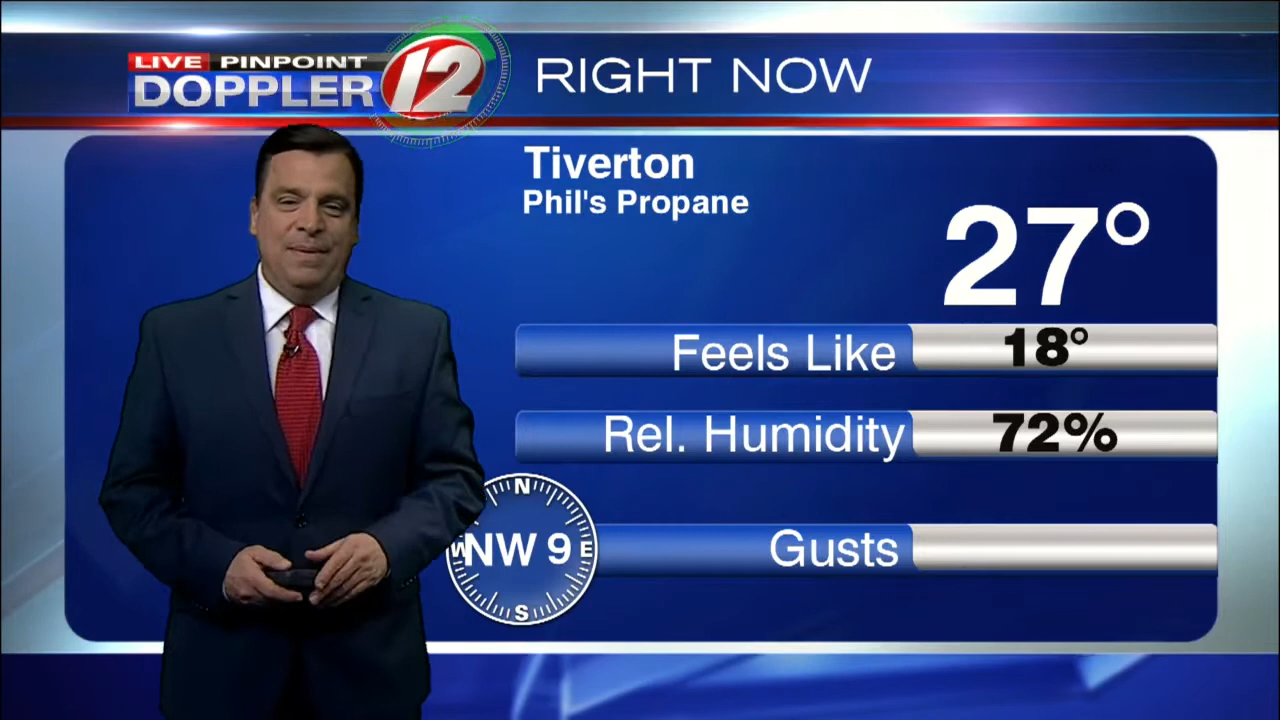 LIVE PINPOINT
DOPPLER 12
RIGHT NOW
Tiverton
Phil's Propane
27°
Feels Like 18°
Rel. Humidity 72%
N
W NW 9 E
S
Gusts